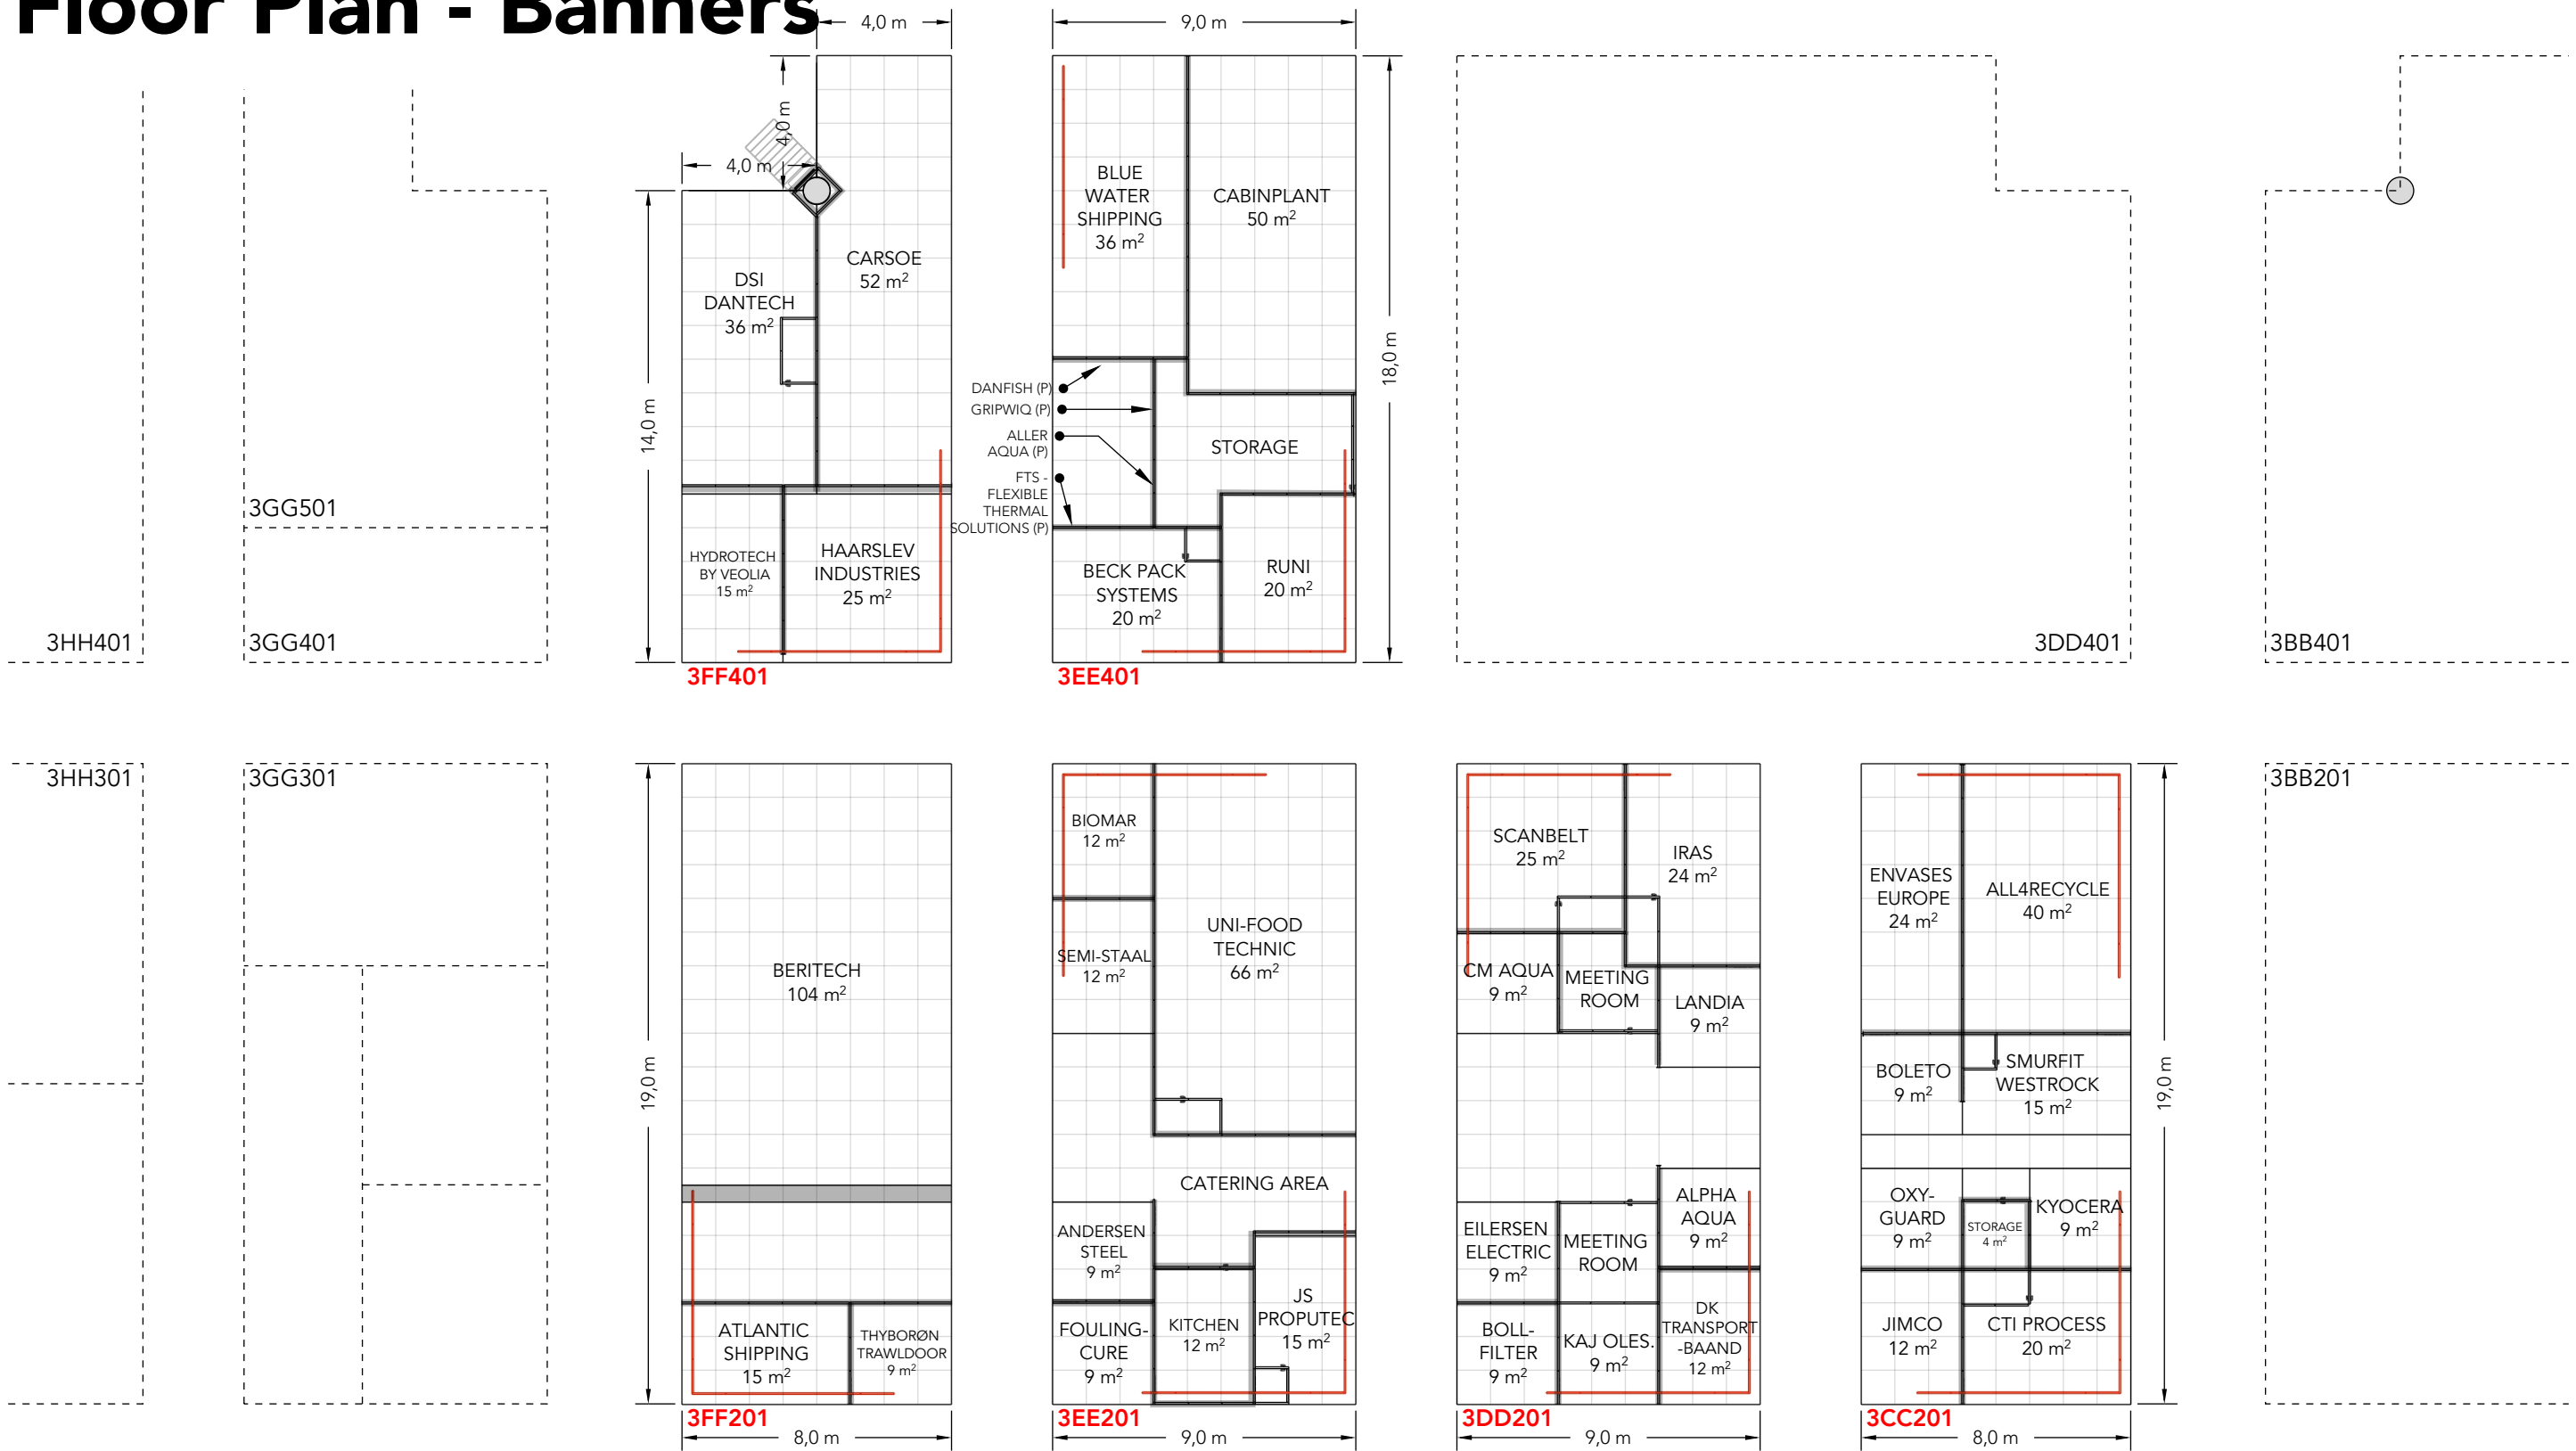 Floor Plan - Banners
4,0 m
9,0 m
4,0 m
4,0 m
14,0 m
18,0 m
DSI
DANTECH
36 m²
CARSOE
52 m²
HYDROTECH
BY VEOLIA
15 m²
HAARSLEV
INDUSTRIES
25 m²
3FF401
BLUE
WATER
SHIPPING
36 m²
CABINPLANT
50 m²
DANFISH (P)
GRIPWIQ (P)
ALLER
AQUA (P)
FTS -
FLEXIBLE
THERMAL
SOLUTIONS (P)
STORAGE
BECK PACK
SYSTEMS
20 m²
RUNI
20 m²
3EE401
3HH401
3GG501
3GG401
3DD401
3BB401
3HH301
3GG301
3BB201
19,0 m
BERITECH
104 m²
ATLANTIC
SHIPPING
15 m²
THYBORØN
TRAWLDOOR
9 m²
3FF201
8,0 m
BIOMAR
12 m²
SEMI-STAAL
12 m²
UNI-FOOD
TECHNIC
66 m²
CATERING AREA
ANDERSEN
STEEL
9 m²
FOULING-
CURE
9 m²
KITCHEN
12 m²
JS
PROPUTEC
15 m²
3EE201
9,0 m
SCANBELT
25 m²
IRAS
24 m²
CM AQUA
9 m²
MEETING
ROOM
LANDIA
9 m²
EILERSEN
ELECTRIC
9 m²
MEETING
ROOM
ALPHA
AQUA
9 m²
BOLL-
FILTER
9 m²
KAJ OLES.
9 m²
DK
TRANSPORT
-BAAND
12 m²
3DD201
9,0 m
ENVASES
EUROPE
24 m²
ALL4RECYCLE
40 m²
BOLETO
9 m²
SMURFIT
WESTROCK
15 m²
OXY-
GUARD
9 m²
STORAGE
4 m²
KYOCERA
9 m²
JIMCO
12 m²
CTI PROCESS
20 m²
3CC201
8,0 m
19,0 m